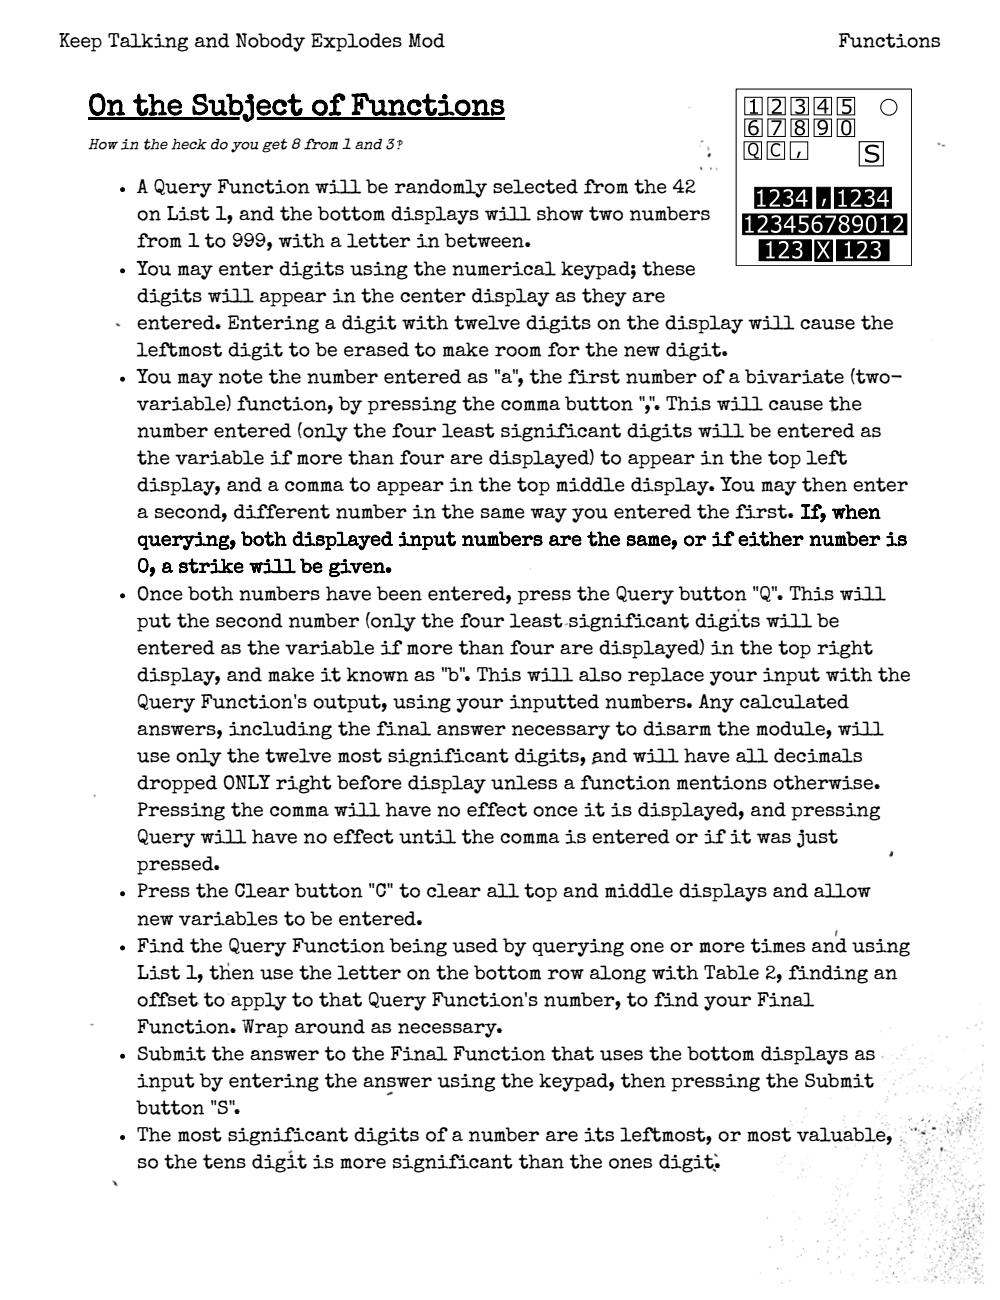 Keep Talking and Nobody Explodes Mod
Functions
On the Subject of Functions
How in the heck do you get 8 from 1 and 3?
1 2 3 4 5
6 7 8 9 0
Q C ,
S
1234 , 1234
123456789012
123 X 123
• A Query Function will be randomly selected from the 42
on List 1, and the bottom displays will show two numbers
from 1 to 999, with a letter in between.
• You may enter digits using the numerical keypad; these
digits will appear in the center display as they are
entered. Entering a digit with twelve digits on the display will cause the
leftmost digit to be erased to make room for the new digit.
• You may note the number entered as "a", the first number of a bivariate (two-
variable) function, by pressing the comma button ",". This will cause the
number entered (only the four least significant digits will be entered as
the variable if more than four are displayed) to appear in the top left
display, and a comma to appear in the top middle display. You may then enter
a second, different number in the same way you entered the first. If, when
querying, both displayed input numbers are the same, or if either number is
0, a strike will be given.
• Once both numbers have been entered, press the Query button "Q". This will
put the second number (only the four least significant digits will be
entered as the variable if more than four are displayed) in the top right
display, and make it known as "b". This will also replace your input with the
Query Function's output, using your inputted numbers. Any calculated
answers, including the final answer necessary to disarm the module, will
use only the twelve most significant digits, and will have all decimals
dropped ONLY right before display unless a function mentions otherwise.
Pressing the comma will have no effect once it is displayed, and pressing
Query will have no effect until the comma is entered or if it was just
pressed.
• Press the Clear button "C" to clear all top and middle displays and allow
new variables to be entered.
• Find the Query Function being used by querying one or more times and using
List 1, then use the letter on the bottom row along with Table 2, finding an
offset to apply to that Query Function's number, to find your Final
Function. Wrap around as necessary.
• Submit the answer to the Final Function that uses the bottom displays as
input by entering the answer using the keypad, then pressing the Submit
button "S".
• The most significant digits of a number are its leftmost, or most valuable,
so the tens digit is more significant than the ones digit.